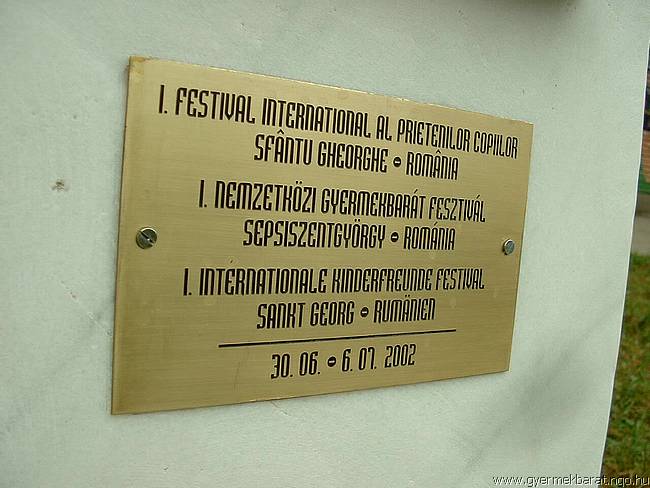 I. FESTIVAL INTERNATIONAL AL PRIETENILOR COPIILOR
SFÂNTU GHEORGHE - ROMÂNIA
I. NEMZETKÖZI GYERMEKBARÁT FESZTIVÁL
SEPSISZENTGYÖRGY - ROMÁNIA
I. INTERNATIONALE KINDERFREUNDE FESTIVAL
SANKT GEORG - RUMÄNIEN
30. 06. - 6. 07. 2002
www.gyermekbarat.ngo.hu